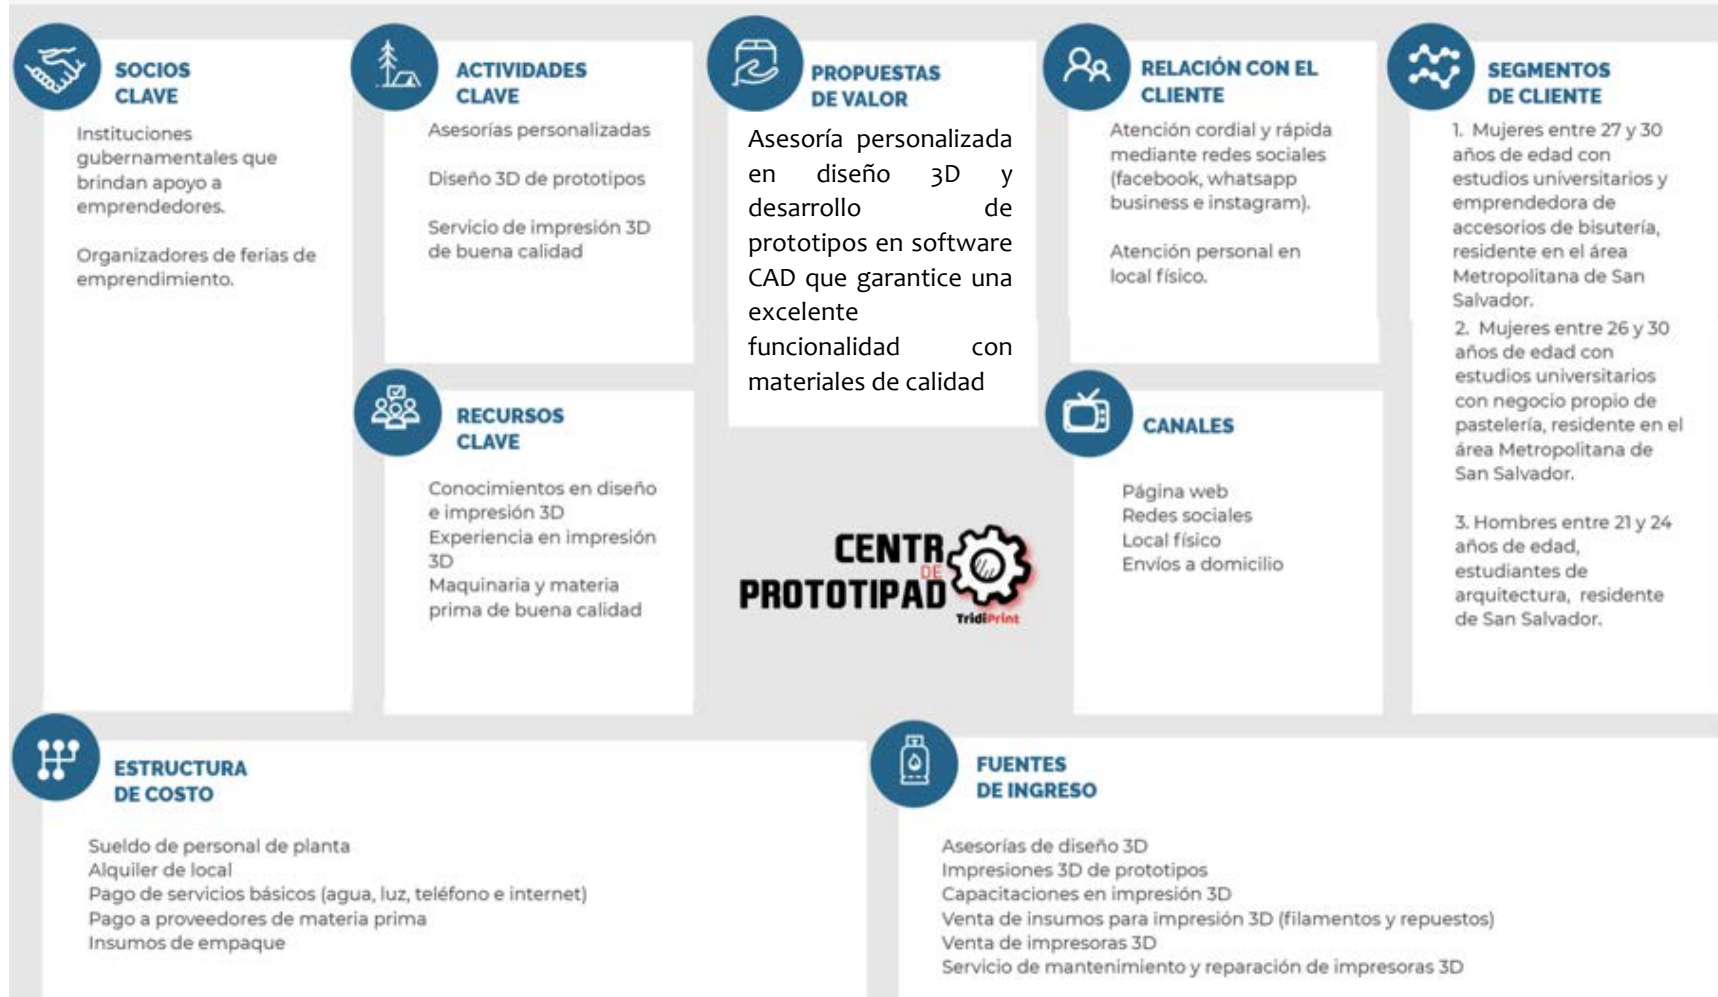 SOCIOS
CLAVE
Instituciones
gubernamentales que
brindan apoyo a
emprendedores.
Organizadores de ferias de
emprendimiento.
ACTIVIDADES
CLAVE
Asesorías personalizadas
Diseño 3D de prototipos
Servicio de impresión 3D
de buena calidad
RECURSOS
CLAVE
Conocimientos en diseño
e impresión 3D
Experiencia en impresión
3D
Maquinaria y materia
prima de buena calidad
PROPUESTAS
DE VALOR
Asesoría personalizada
en diseño 3D y
desarrollo de
prototipos en software
CAD que garantice una
excelente
funcionalidad con
materiales de calidad
CENTR
DE
PROTOTIPAD
TridiPrint
RELACIÓN CON EL
CLIENTE
Atención cordial y rápida
mediante redes sociales
(facebook, whatsapp
business e instagram).
Atención personal en
local físico.
CANALES
Página web
Redes sociales
Local físico
Envíos a domicilio
SEGMENTOS
DE CLIENTE
1. Mujeres entre 27 y 30
años de edad con
estudios universitarios y
emprendedora de
accesorios de bisutería,
residente en el área
Metropolitana de San
Salvador.
2. Mujeres entre 26 y 30
años de edad con
estudios universitarios
con negocio propio de
pastelería, residente en el
área Metropolitana de
San Salvador.
3. Hombres entre 21 y 24
años de edad,
estudiantes de
arquitectura, residente
de San Salvador.
ESTRUCTURA
DE COSTO
Sueldo de personal de planta
Alquiler de local
Pago de servicios básicos (agua, luz, teléfono e internet)
Pago a proveedores de materia prima
Insumos de empaque
FUENTES
DE INGRESO
Asesorías de diseño 3D
Impresiones 3D de prototipos
Capacitaciones en impresión 3D
Venta de insumos para impresión 3D (filamentos y repuestos)
Venta de impresoras 3D
Servicio de mantenimiento y reparación de impresoras 3D